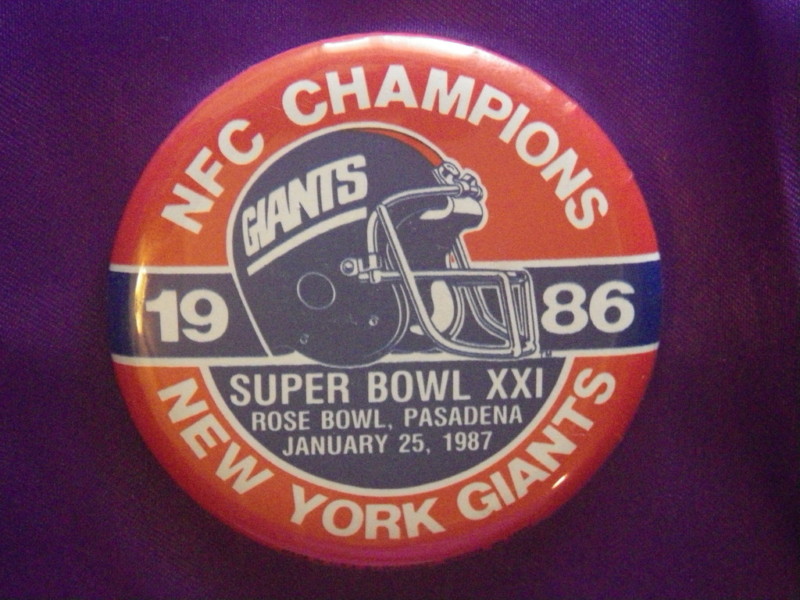 NFC CHAMPIONS
GIANTS
19 86
SUPER BOWL XXI
ROSE BOWL, PASADENA
JANUARY 25, 1987
NEW YORK GIANTS